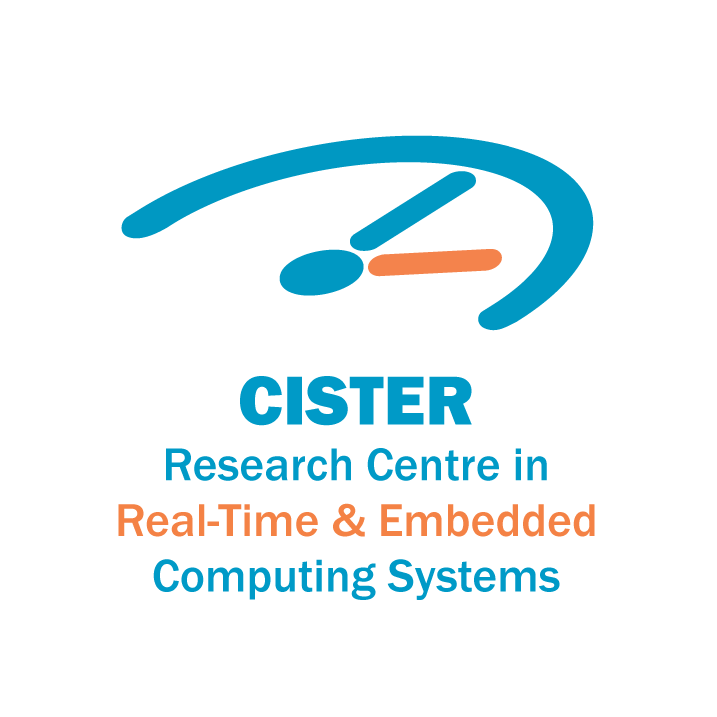 CISTER
Research Centre in
Real-Time & Embedded
Computing Systems